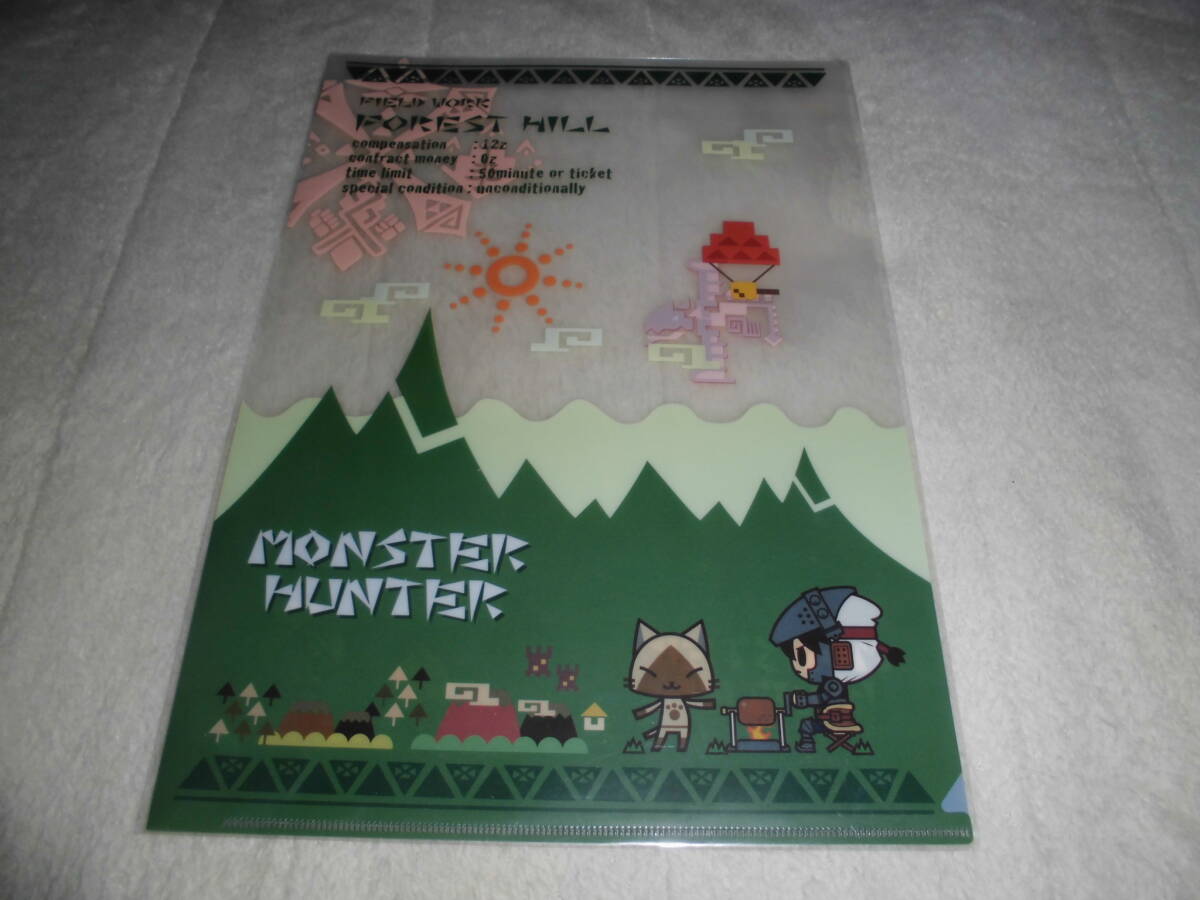 FIELD WORK
FOREST HILL
compensation : 12z
contract money : 0z
time limit : 50minute or ticket
special condition : unconditionally
MONSTER
HUNTER